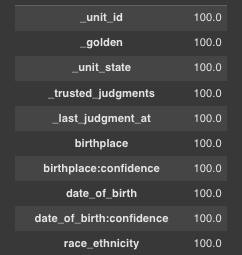 _unit_id 100.0
_golden 100.0
_unit_state 100.0
_trusted_judgments 100.0
_last_judgment_at 100.0
birthplace 100.0
birthplace:confidence 100.0
date_of_birth 100.0
date_of_birth:confidence 100.0
race_ethnicity 100.0